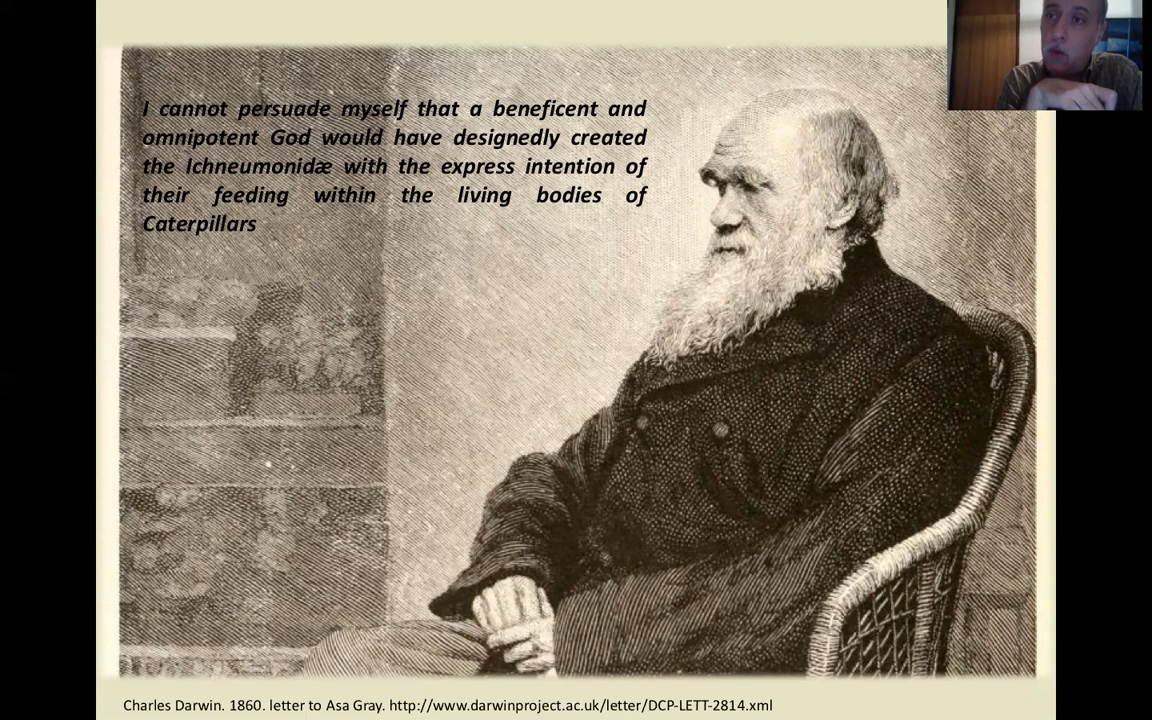 I cannot persuade myself that a beneficent and
omnipotent God would have designedly created
the Ichneumonidæ with the express intention of
their feeding within the living bodies of
Caterpillars
Charles Darwin. 1860. letter to Asa Gray. http://www.darwinproject.ac.uk/letter/DCP-LETT-2814.xml